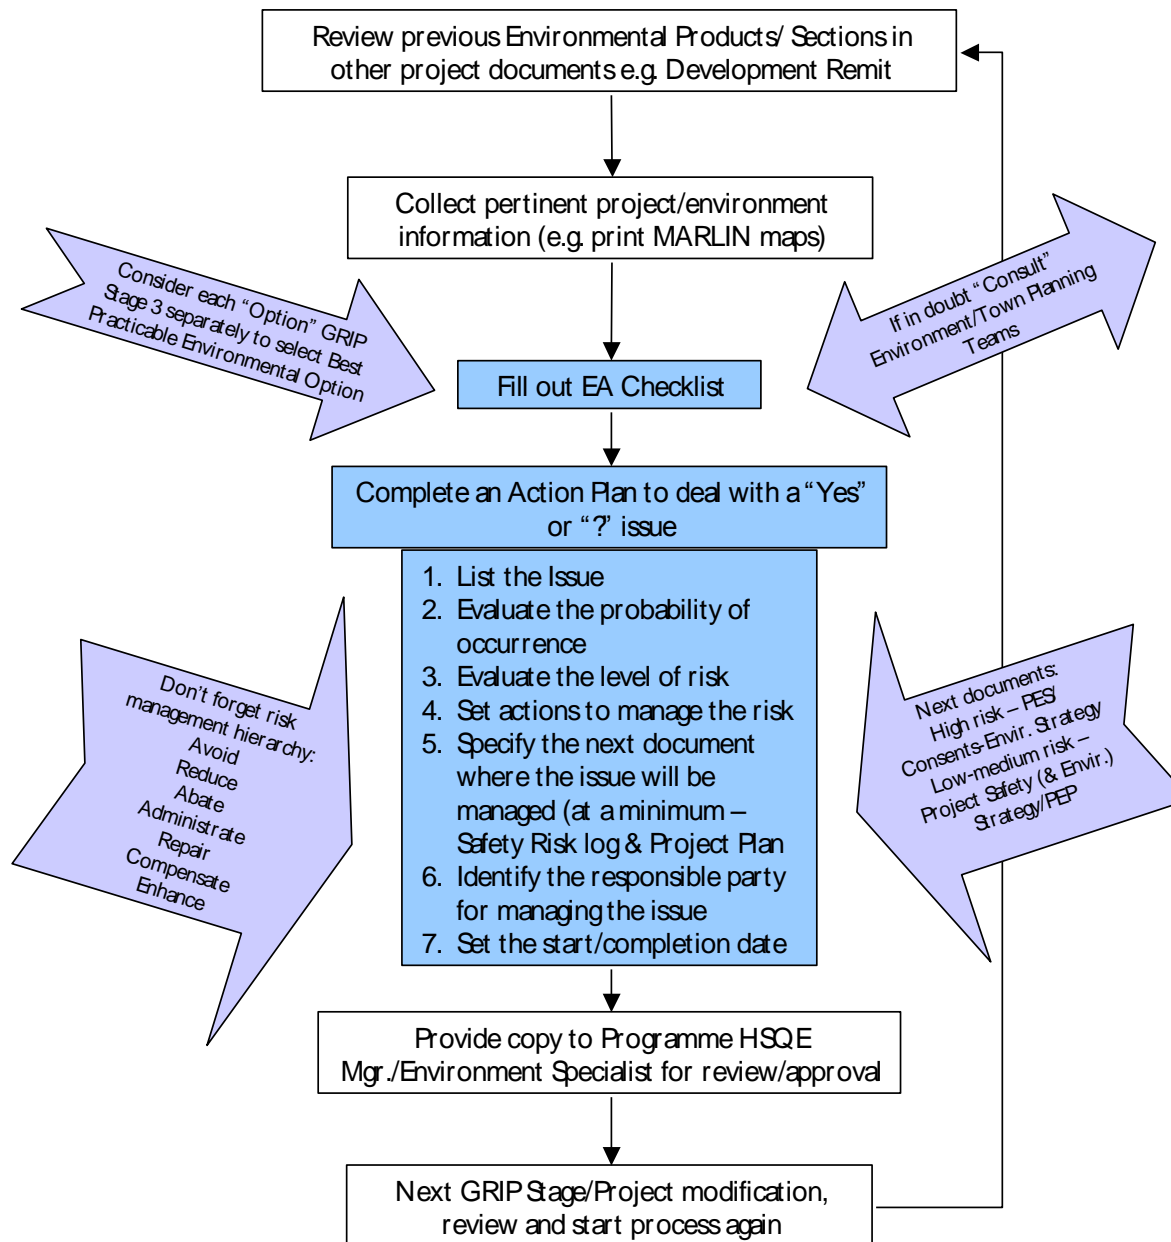 Review previous Environmental Products/ Sections in
other project documents e.g. Development Remit
Collect pertinent project/environment
information (e.g. print MARLIN maps)
Consider each “Option” GRIP
Stage 3 separately to select Best
Practicable Environmental Option
If in doubt “Consult”
Environment/Town Planning
Teams
Fill out EA Checklist
Complete an Action Plan to deal with a “Yes”
or “?” issue
1. List the Issue
2. Evaluate the probability of
occurrence
3. Evaluate the level of risk
4. Set actions to manage the risk
5. Specify the next document
where the issue will be
managed (at a minimum –
Safety Risk log & Project Plan
6. Identify the responsible party
for managing the issue
7. Set the start/completion date
Don’t forget risk
management hierarchy:
Avoid
Reduce
Abate
Administrate
Repair
Compensate
Enhance
Next documents:
High risk – PES/
Consents-Envir. Strategy
Low-medium risk –
Project Safety (& Envir.)
Strategy/PEP
Provide copy to Programme HSQE
Mgr./Environment Specialist for review/approval
Next GRIP Stage/Project modification,
review and start process again